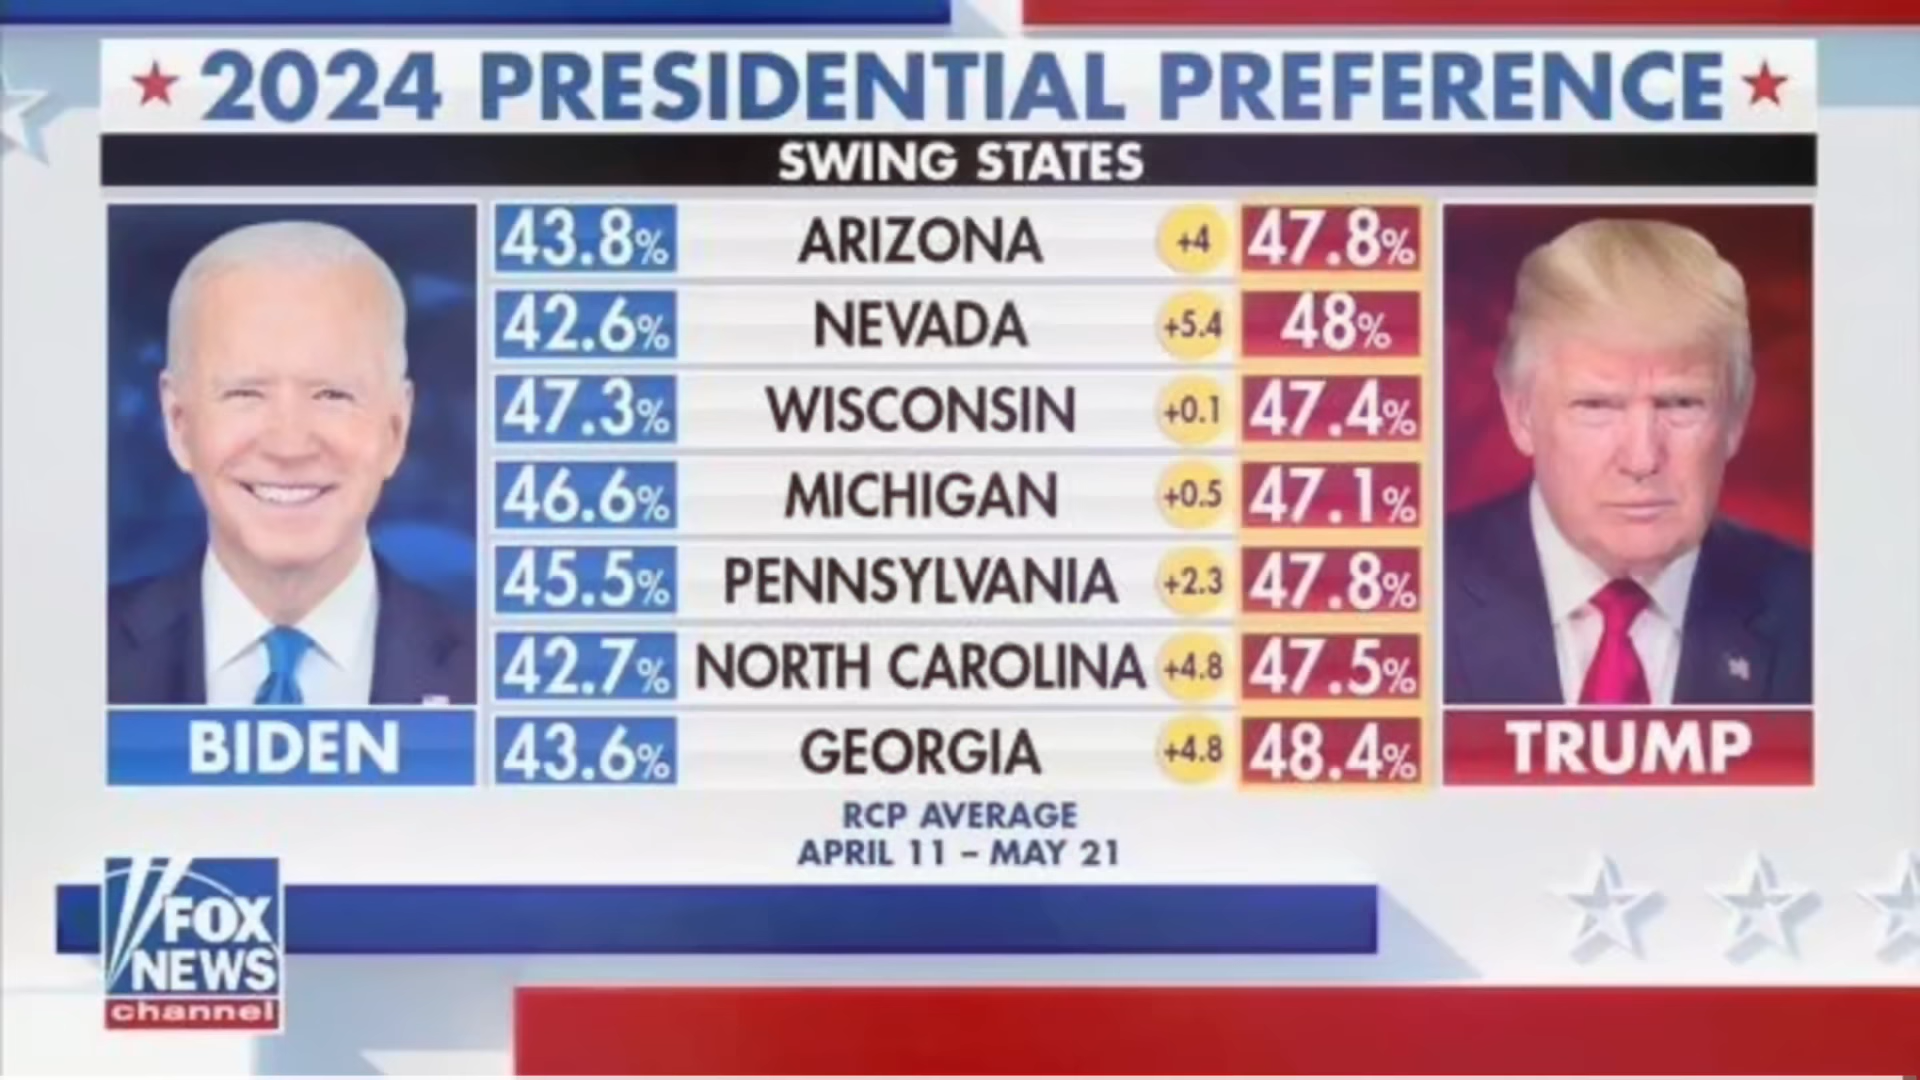 2024 PRESIDENTIAL PREFERENCE
SWING STATES
43.8% ARIZONA +4 47.8%
42.6% NEVADA +5.4 48%
47.3% WISCONSIN +0.1 47.4%
46.6% MICHIGAN +0.5 47.1%
45.5% PENNSYLVANIA +2.3 47.8%
42.7% NORTH CAROLINA +4.8 47.5%
43.6% GEORGIA +4.8 48.4%
BIDEN
TRUMP
RCP AVERAGE
APRIL 11 – MAY 21
FOX
NEWS
channel